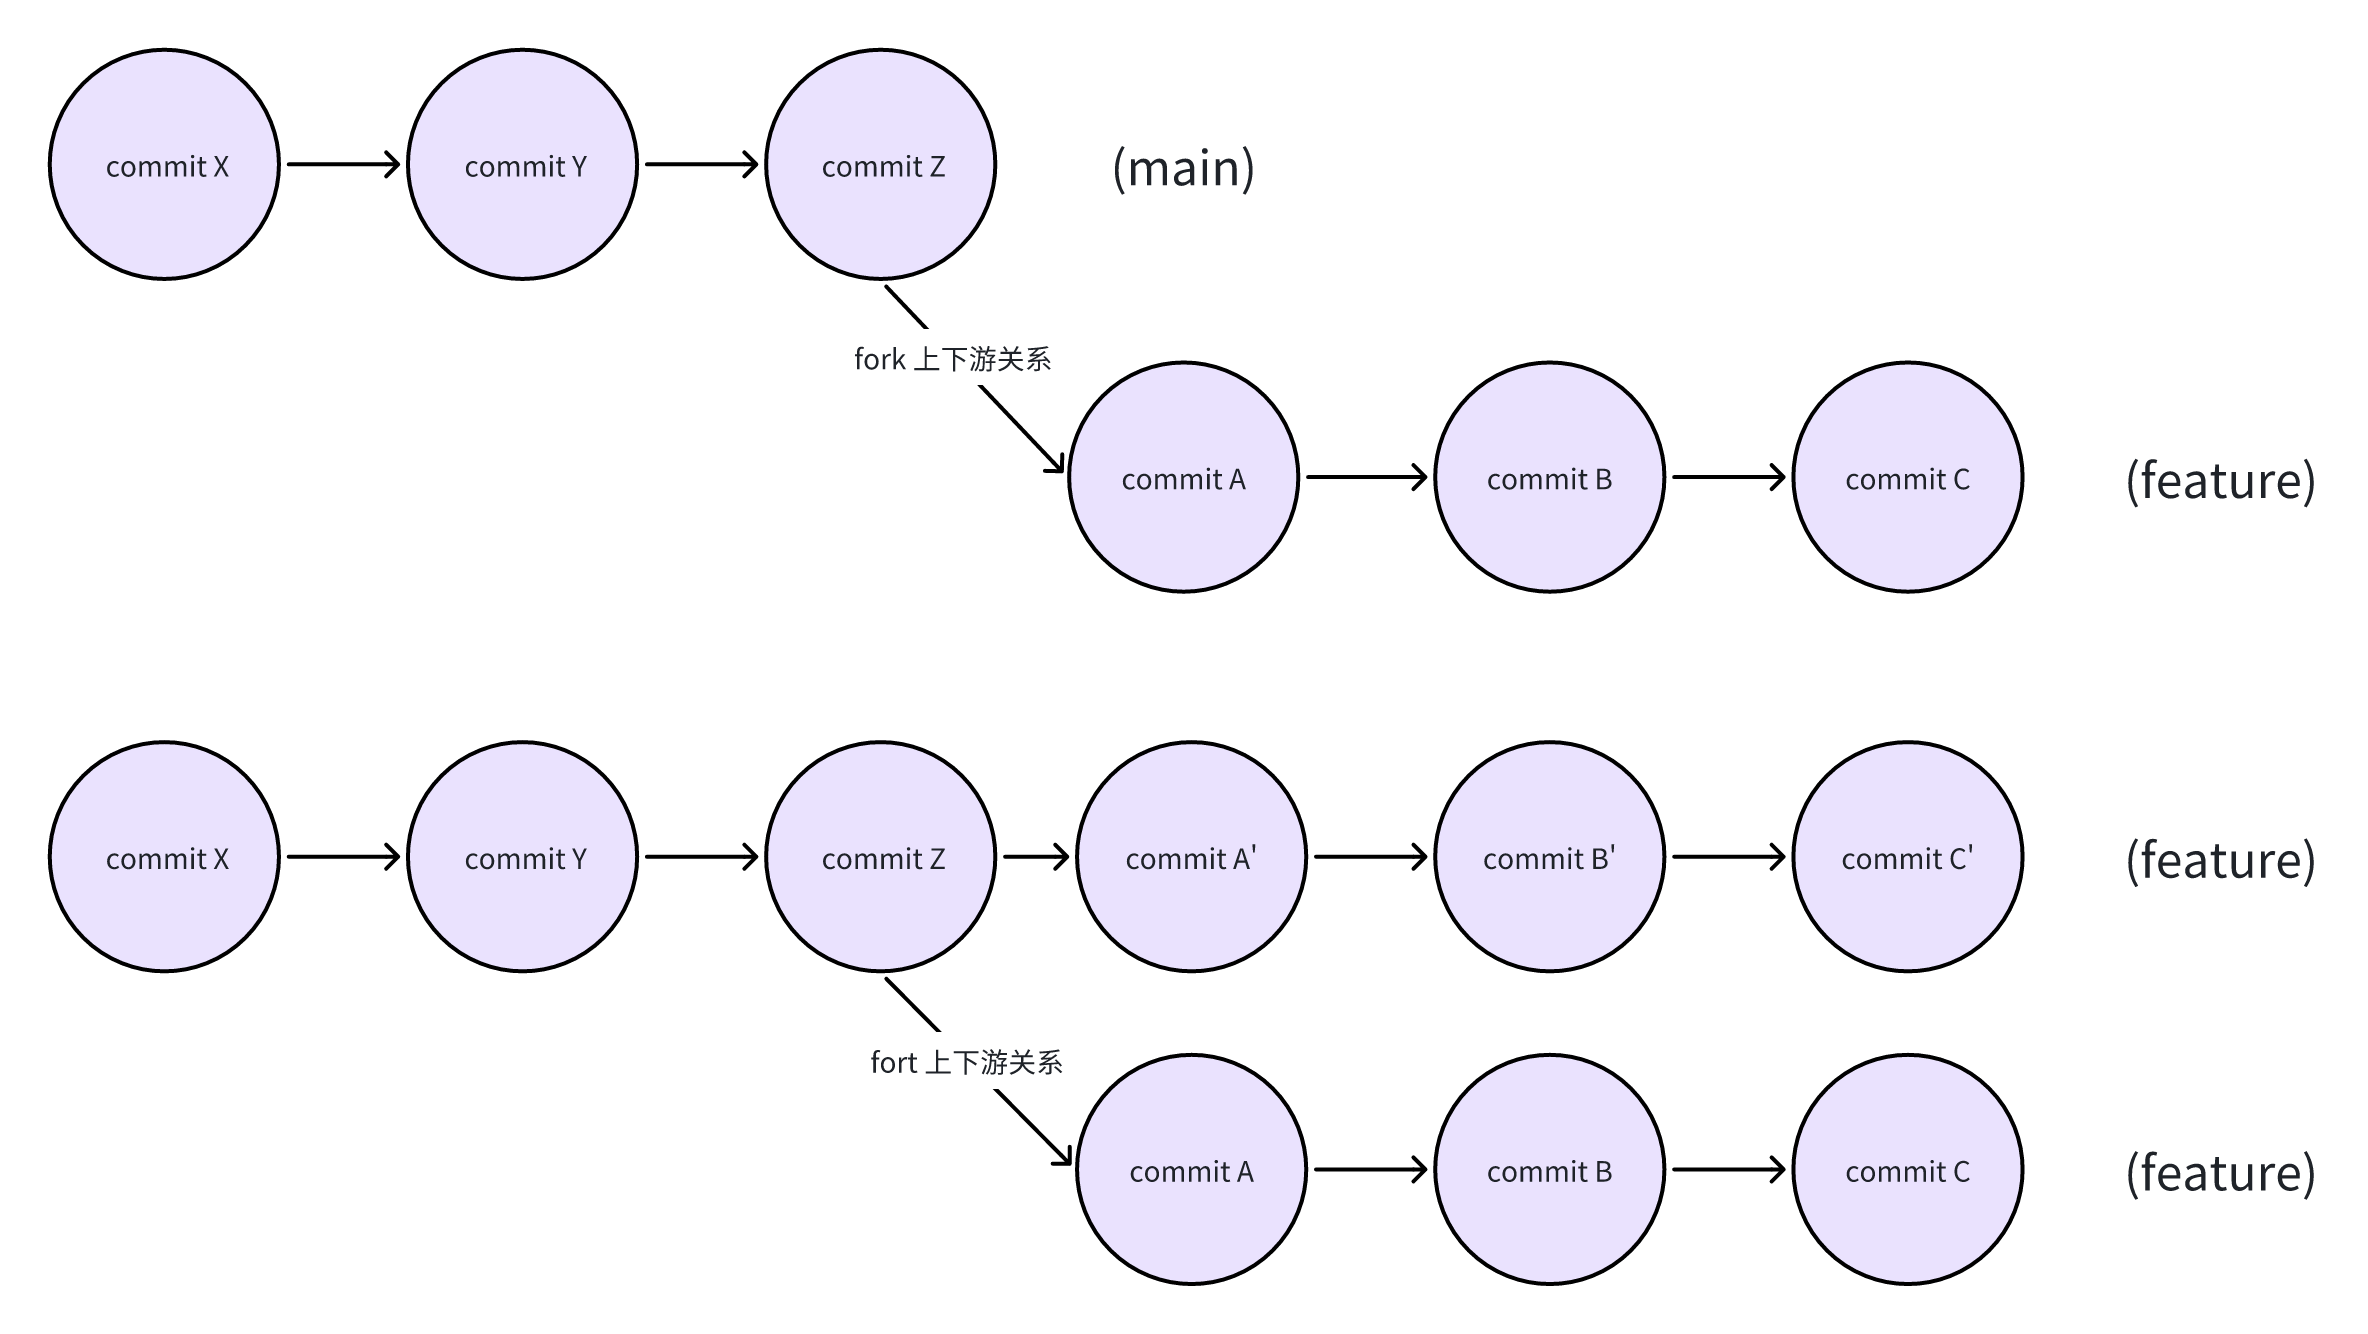 commit X
commit Y
commit Z
(main)
fork 上下游关系
commit A
commit B
commit C
(feature)
commit X
commit Y
commit Z
commit A'
commit B'
commit C'
(feature)
fort 上下游关系
commit A
commit B
commit C
(feature)